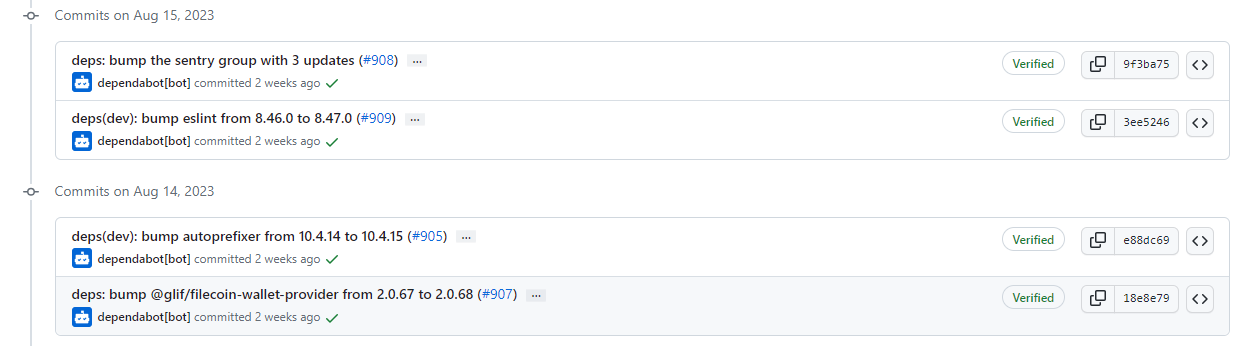 Commits on Aug 15, 2023
deps: bump the sentry group with 3 updates (#908) ...
Verified 9f3ba75
dependabot[bot] committed 2 weeks ago
deps(dev): bump eslint from 8.46.0 to 8.47.0 (#909) ...
Verified 3ee5246
dependabot[bot] committed 2 weeks ago
Commits on Aug 14, 2023
deps(dev): bump autoprefixer from 10.4.14 to 10.4.15 (#905) ...
Verified e88dc69
dependabot[bot] committed 2 weeks ago
deps: bump @glif/filecoin-wallet-provider from 2.0.67 to 2.0.68 (#907) ...
Verified 18e8e79
dependabot[bot] committed 2 weeks ago